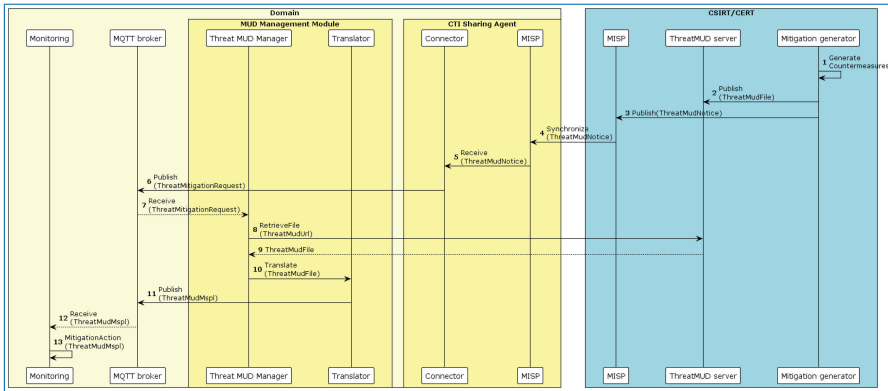 Domain
CSIRT/CERT
MUD Management Module
CTI Sharing Agent
Monitoring
MQTT broker
Threat MUD Manager
Translator
Connector
MISP
MISP
ThreatMUD server
Mitigation generator
1 Generate
Countermeasures
2 Publish
(ThreatMudFile)
3 Publish(ThreatMudNotice)
4 Synchronize
(ThreatMudNotice)
5 Receive
(ThreatMudNotice)
6 Publish
(ThreatMitigationRequest)
7 Receive
(ThreatMitigationRequest)
8 RetrieveFile
(ThreatMudUrl)
9 ThreatMudFile
10 Translate
(ThreatMudFile)
11 Publish
(ThreatMudMspl)
12 Receive
(ThreatMudMspl)
13 MitigationAction
(ThreatMudMspl)
Monitoring
MQTT broker
Threat MUD Manager
Translator
Connector
MISP
MISP
ThreatMUD server
Mitigation generator